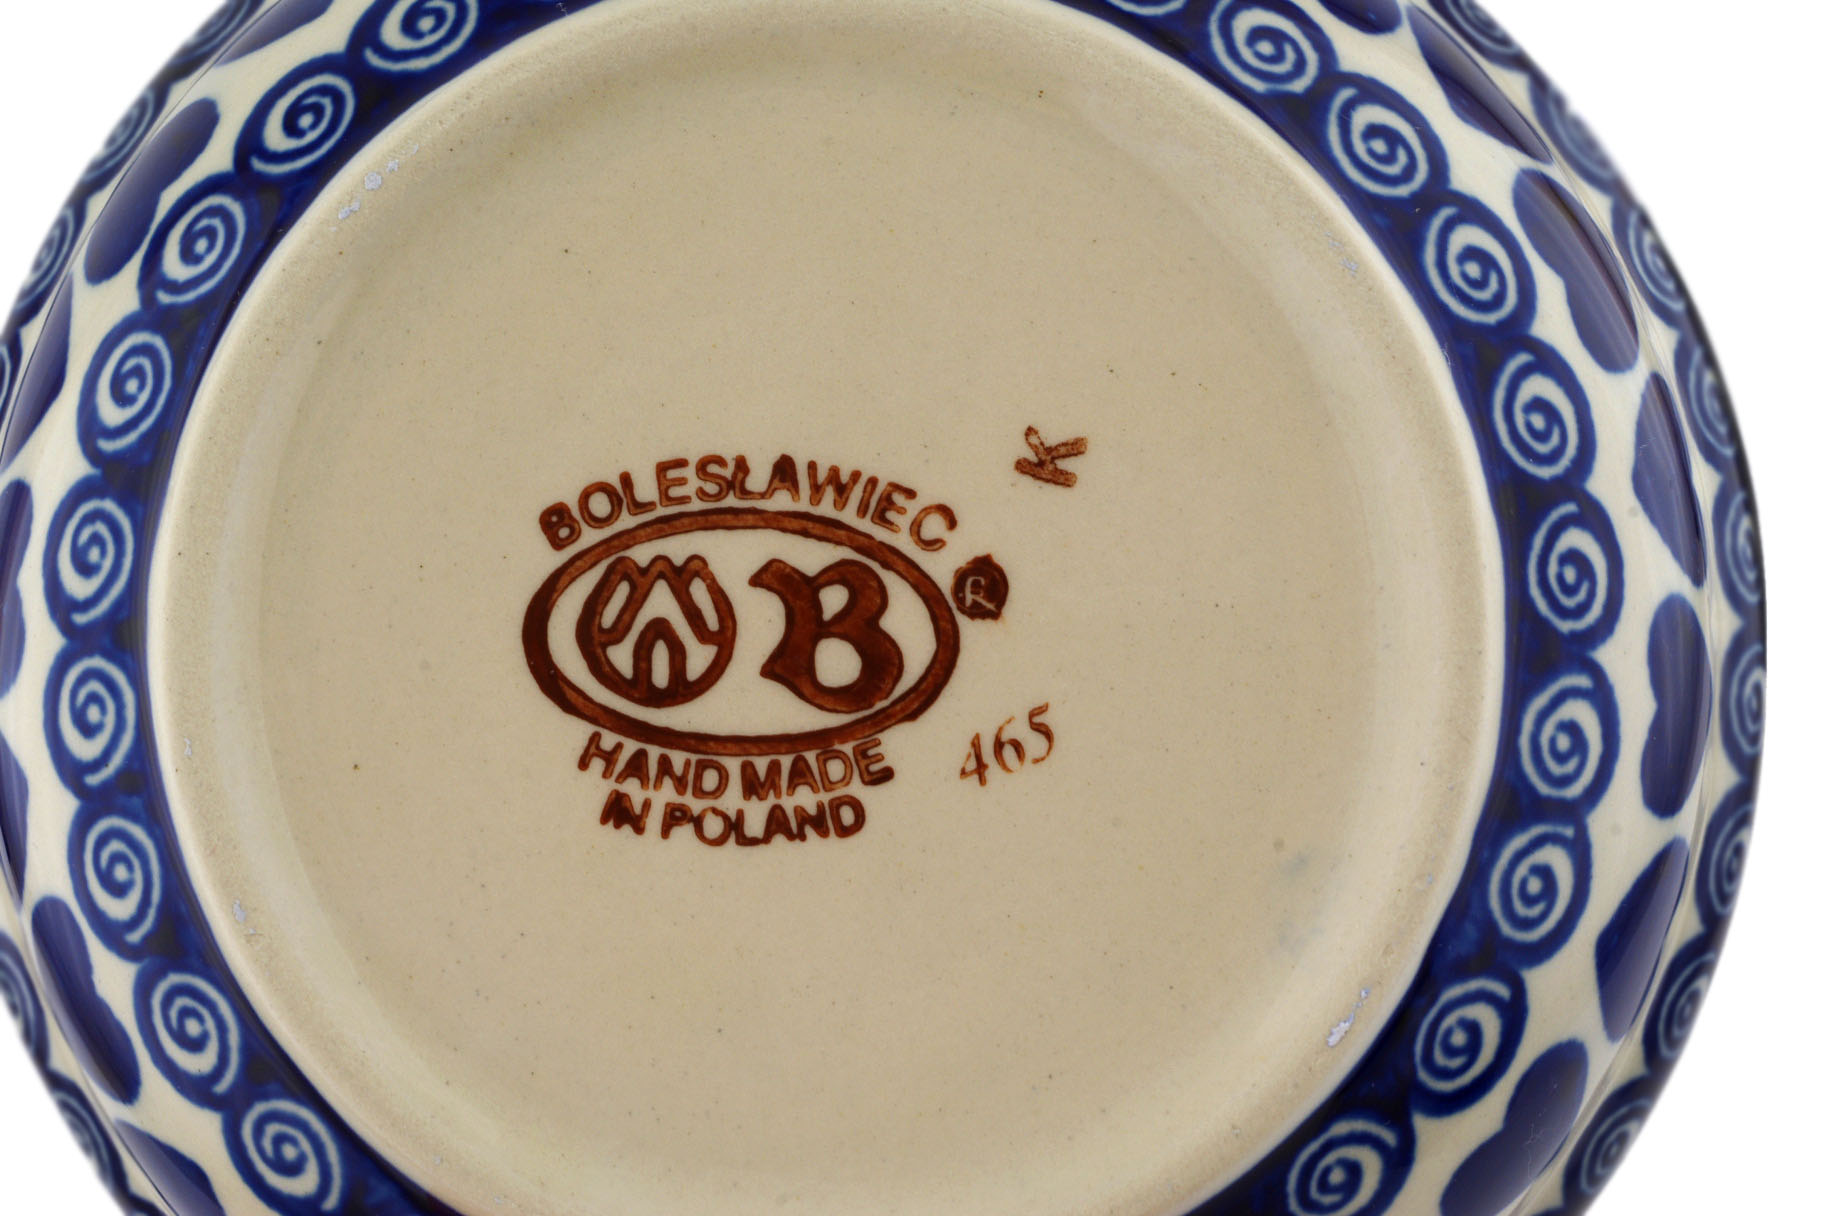 BOLESŁAWIEC
K
B ®
465
HAND MADE
IN POLAND